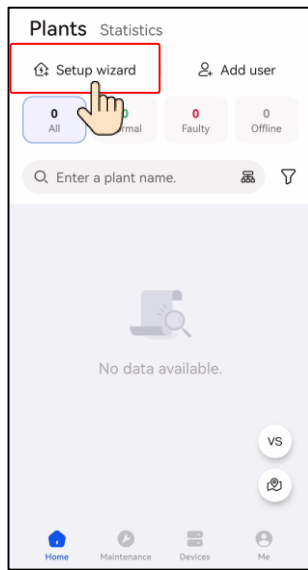 Plants Statistics
Setup wizard Add user
0 0 0 0
All rmal Faulty Offline
Enter a plant name.
No data available.
VS
Home Maintenance Devices Me